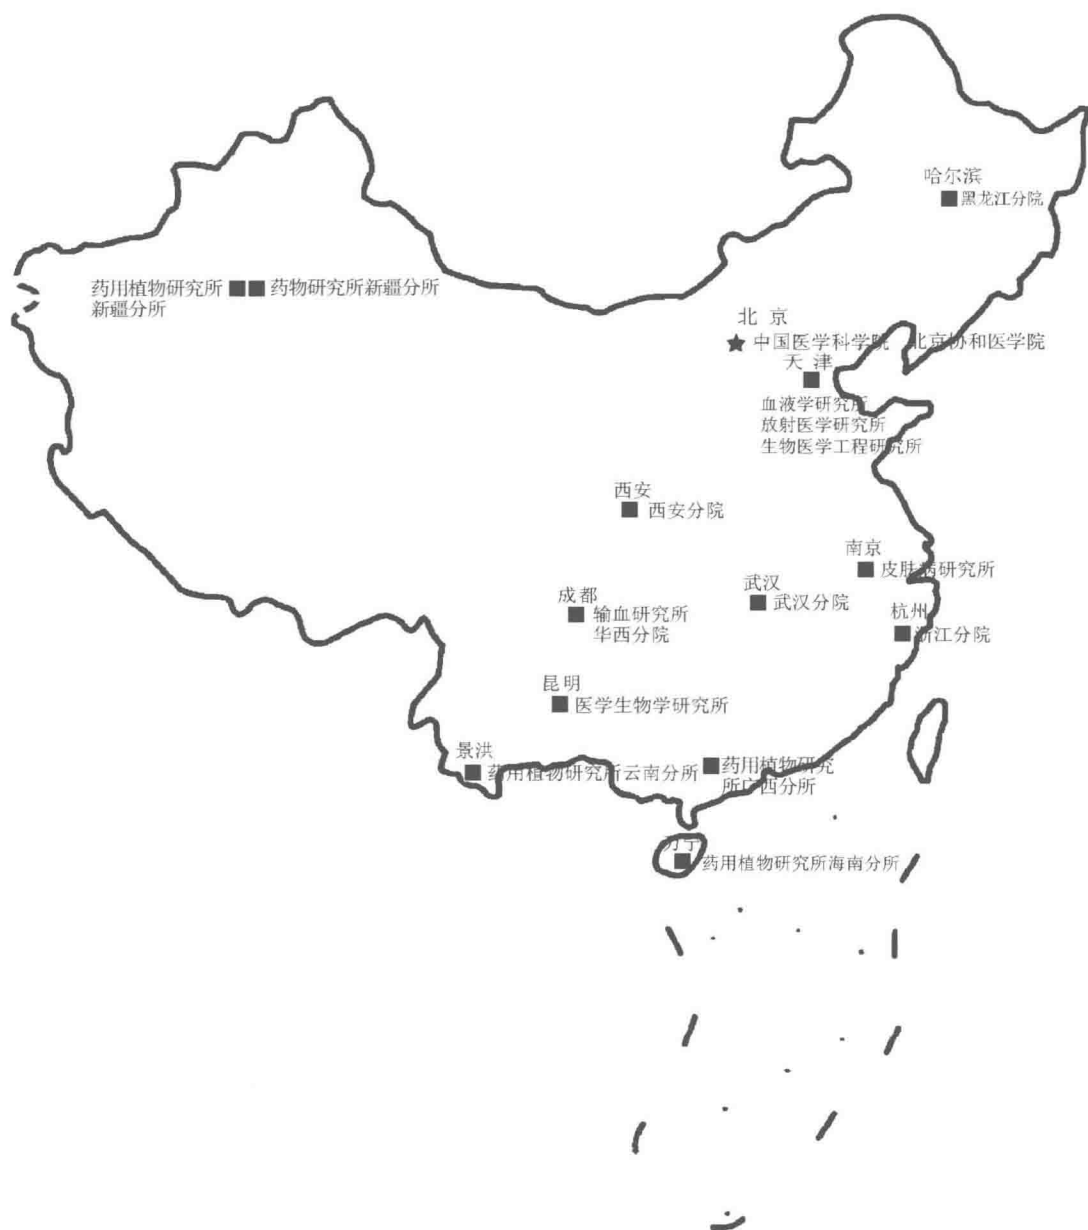 哈尔滨
黑龙江分院
药用植物研究所
新疆分所
药物研究所新疆分所
北 京
中国医学科学院 北京协和医学院
天 津
血液学研究所
放射医学研究所
生物医学工程研究所
西安
西安分院
南京
皮肤病研究所
武汉
武汉分院
成都
输血研究所
华西分院
杭州
浙江分院
昆明
医学生物学研究所
景洪
药用植物研究所云南分所
药用植物研究
所广西分所
万宁
药用植物研究所海南分所